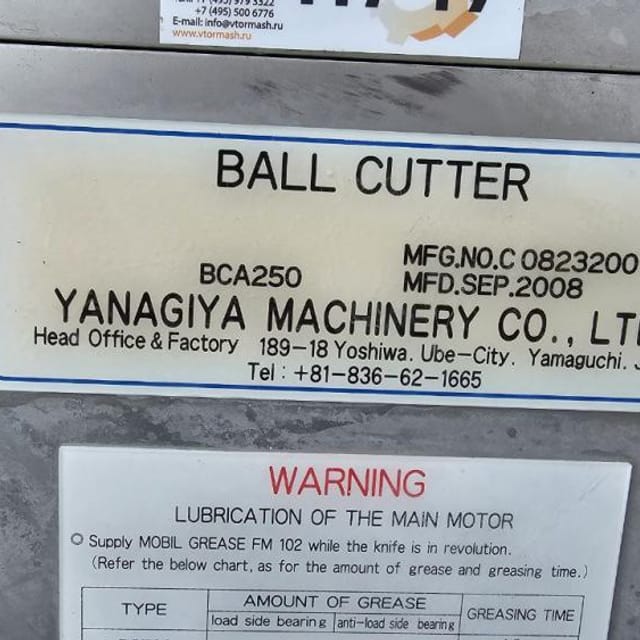 +7 (495) 500 6776
E-mail: info@vtormash.ru
www.vtormash.ru
BALL CUTTER
MFG.NO.C 0823200
BCA250
MFD.SEP.2008
YANAGIYA MACHINERY CO., LT
Head Office & Factory 189-18 Yoshiwa. Ube-City. Yamaguchi. J
Tel : +81-836-62-1665
WARNING
LUBRICATION OF THE MAIN MOTOR
○ Supply MOBIL GREASE FM 102 while the knife is in revolution.
(Refer the below chart, as for the amount of grease and greasing time.)
TYPE
AMOUNT OF GREASE
GREASING TIME
load side bearing
anti-load side bearing